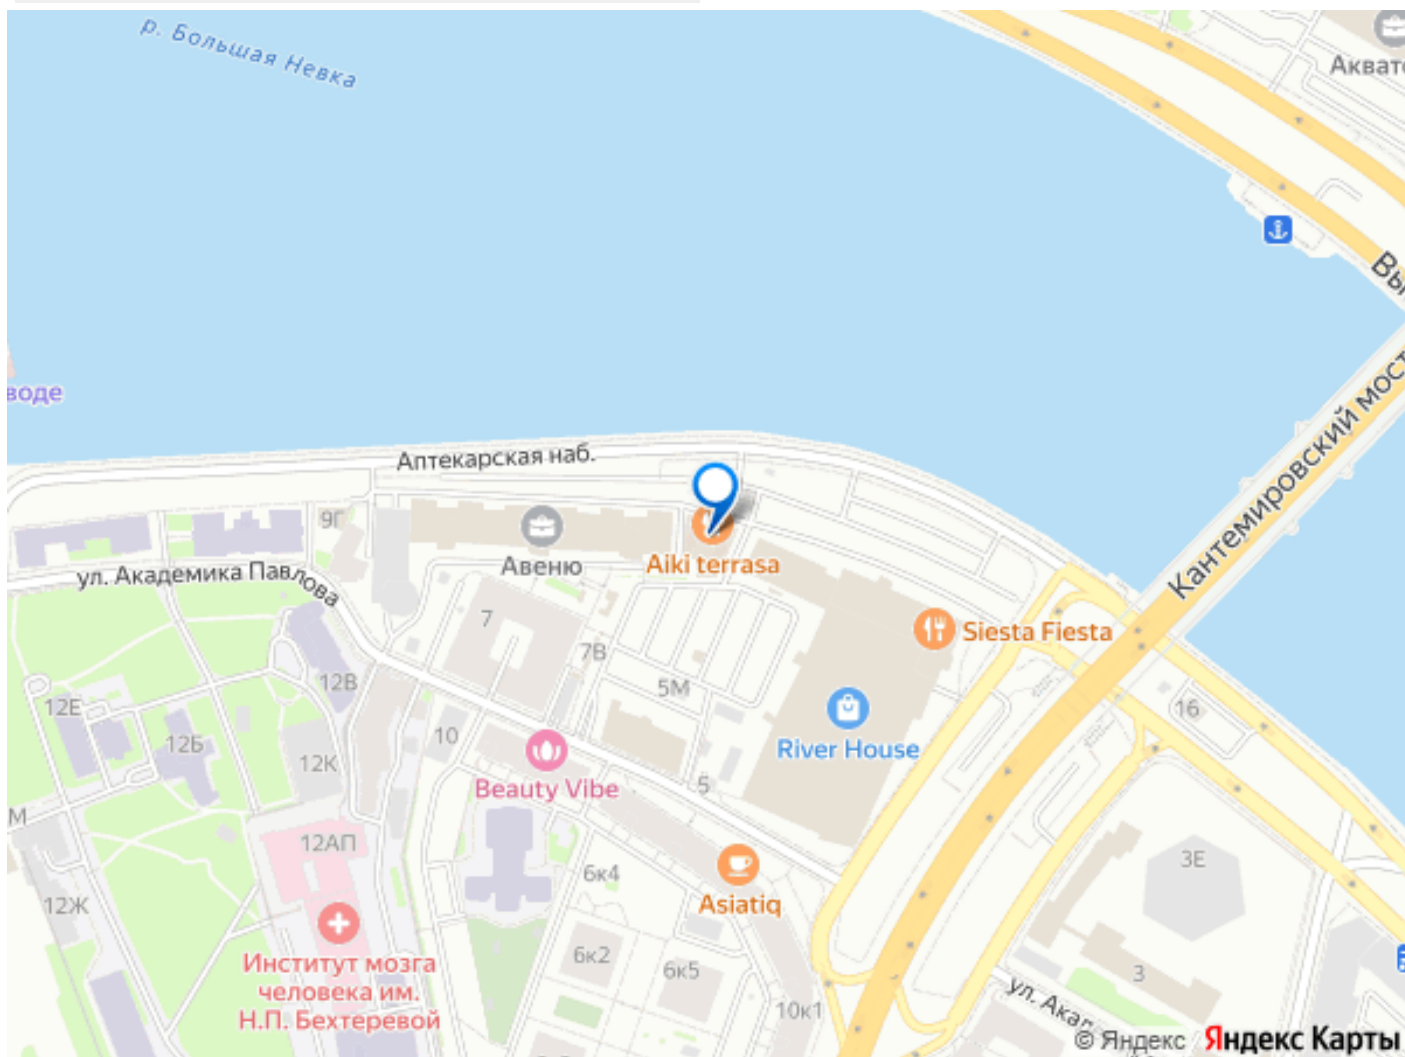 р. Большая Невка
Аквато
Вы
воде
Кантемировский мост
Аптекарская наб.
9Г
Авеню
Aiki terrasa
ул. Академика Павлова
7
Siesta Fiesta
7В
12В
5М
12Е
16
10
12Б
River House
12К
Beauty Vibe
5
М
12АП
3Е
6к4
12Ж
Asiatiq
Институт мозга
человека им.
Н.П. Бехтеревой
6к2
6к5
3
10к1
ул. Ака
© Яндекс Яндекс Карты